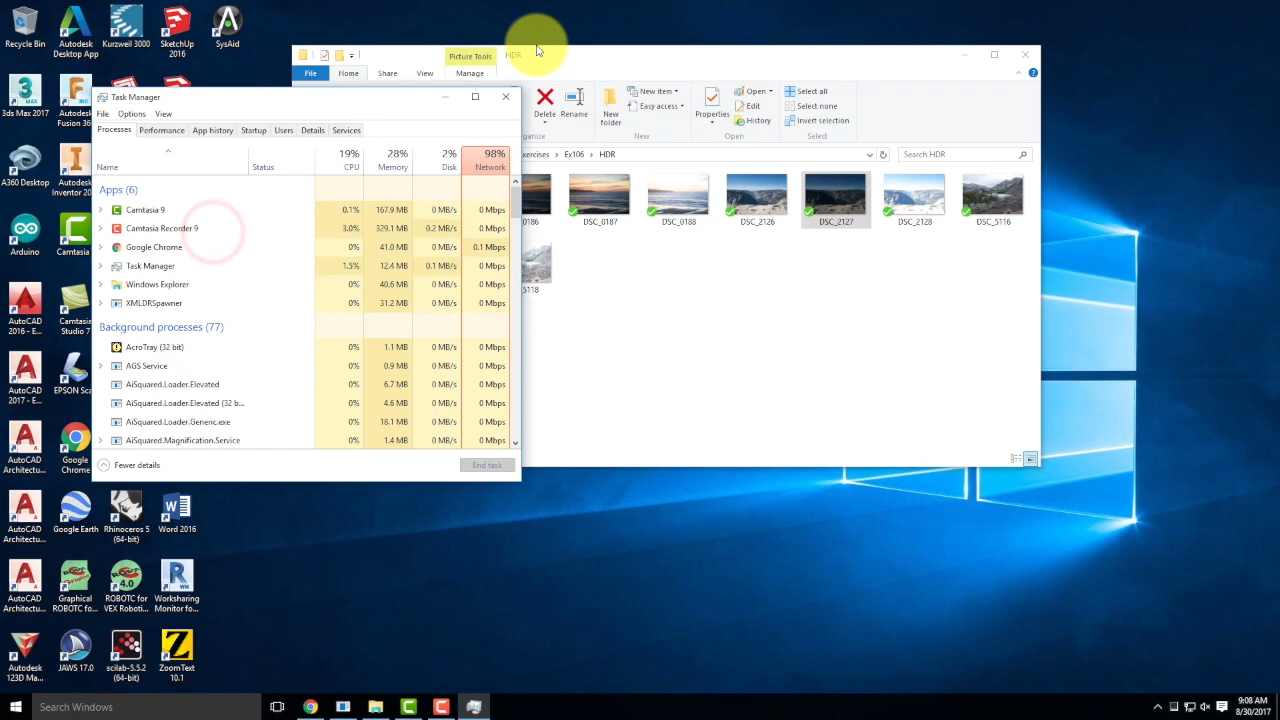 Recycle Bin
Autodesk Desktop App
Kurzweil 3000
SketchUp 2016
SysAid
3ds Max 2017
Autodesk Fusion 36...
A360 Desktop
Autodesk Inventor 20...
Arduino
Camtasia
AutoCAD 2016 - E...
Camtasia Studio 7
AutoCAD 2017 - E...
EPSON Sc
AutoCAD Architectu...
Google Chrome
AutoCAD Architectu...
Google Earth
Rhinoceros 5 (64-bit)
Word 2016
AutoCAD Architectu...
Graphical ROBOTC fo...
ROBOTC for VEX Roboti...
Worksharing Monitor fo...
Autodesk 123D Ma...
JAWS 17.0
scilab-5.5.2 (64-bit)
ZoomText 10.1
Picture Tools
HDR
File
Home
Share
View
Manage
Delete
Rename
New folder
New item
Easy access
Properties
Open
Edit
History
Select all
Select none
Invert selection
ganize
New
Open
Select
xercises > Ex106 > HDR
Search HDR
0186
DSC_0187
DSC_0188
DSC_2126
DSC_2127
DSC_2128
DSC_5116
5118
Task Manager
File Options View
Processes Performance App history Startup Users Details Services
19% 28% 2% 98%
Name Status CPU Memory Disk Network
Apps (6)
Camtasia 9 0.1% 167.9 MB 0 MB/s 0 Mbps
Camtasia Recorder 9 3.0% 329.1 MB 0.2 MB/s 0 Mbps
Google Chrome 0% 41.0 MB 0 MB/s 0.1 Mbps
Task Manager 1.5% 12.4 MB 0.1 MB/s 0 Mbps
Windows Explorer 0% 40.6 MB 0 MB/s 0 Mbps
XMLDRSpawner 0% 31.2 MB 0 MB/s 0 Mbps
Background processes (77)
AcroTray (32 bit) 0% 1.1 MB 0 MB/s 0 Mbps
AGS Service 0% 0.9 MB 0 MB/s 0 Mbps
AiSquared.Loader.Elevated 0% 6.7 MB 0 MB/s 0 Mbps
AiSquared.Loader.Elevated (32 b... 0% 4.6 MB 0 MB/s 0 Mbps
AiSquared.Loader.Generic.exe 0% 18.1 MB 0 MB/s 0 Mbps
AiSquared.Magnification.Service 0% 1.4 MB 0 MB/s 0 Mbps
Fewer details
End task
Search Windows
9:08 AM
8/30/2017